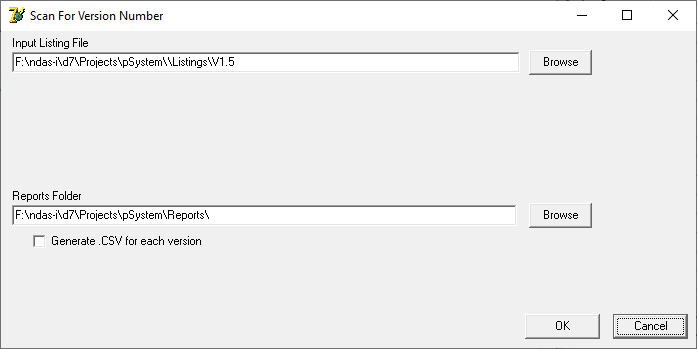 Scan For Version Number
Input Listing File
F:\ndas-i\d7\Projects\pSystem\\Listings\V1.5
Browse
Reports Folder
F:\ndas-i\d7\Projects\pSystem\Reports\
Browse
Generate .CSV for each version
OK
Cancel